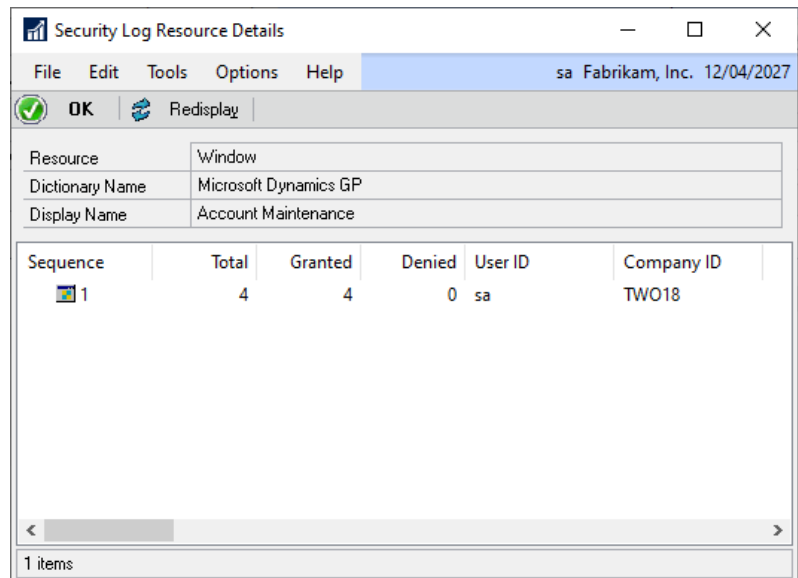 Security Log Resource Details
File Edit Tools Options Help sa Fabrikam, Inc. 12/04/2027
OK Redisplay
Resource Window
Dictionary Name Microsoft Dynamics GP
Display Name Account Maintenance
Sequence Total Granted Denied User ID Company ID
1 4 4 0 sa TWO18
1 items